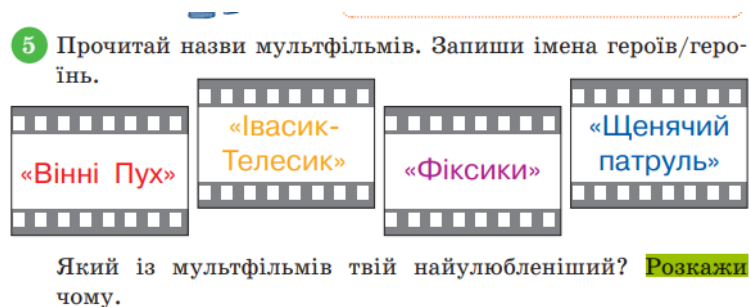 5 Прочитай назви мультфільмів. Запиши імена героїв/геро-
їнь.
«Вінні Пух»
«Івасик-
Телесик»
«Фіксики»
«Щенячий
патруль»
Який із мультфільмів твій найулюбленіший? Розкажи
чому.